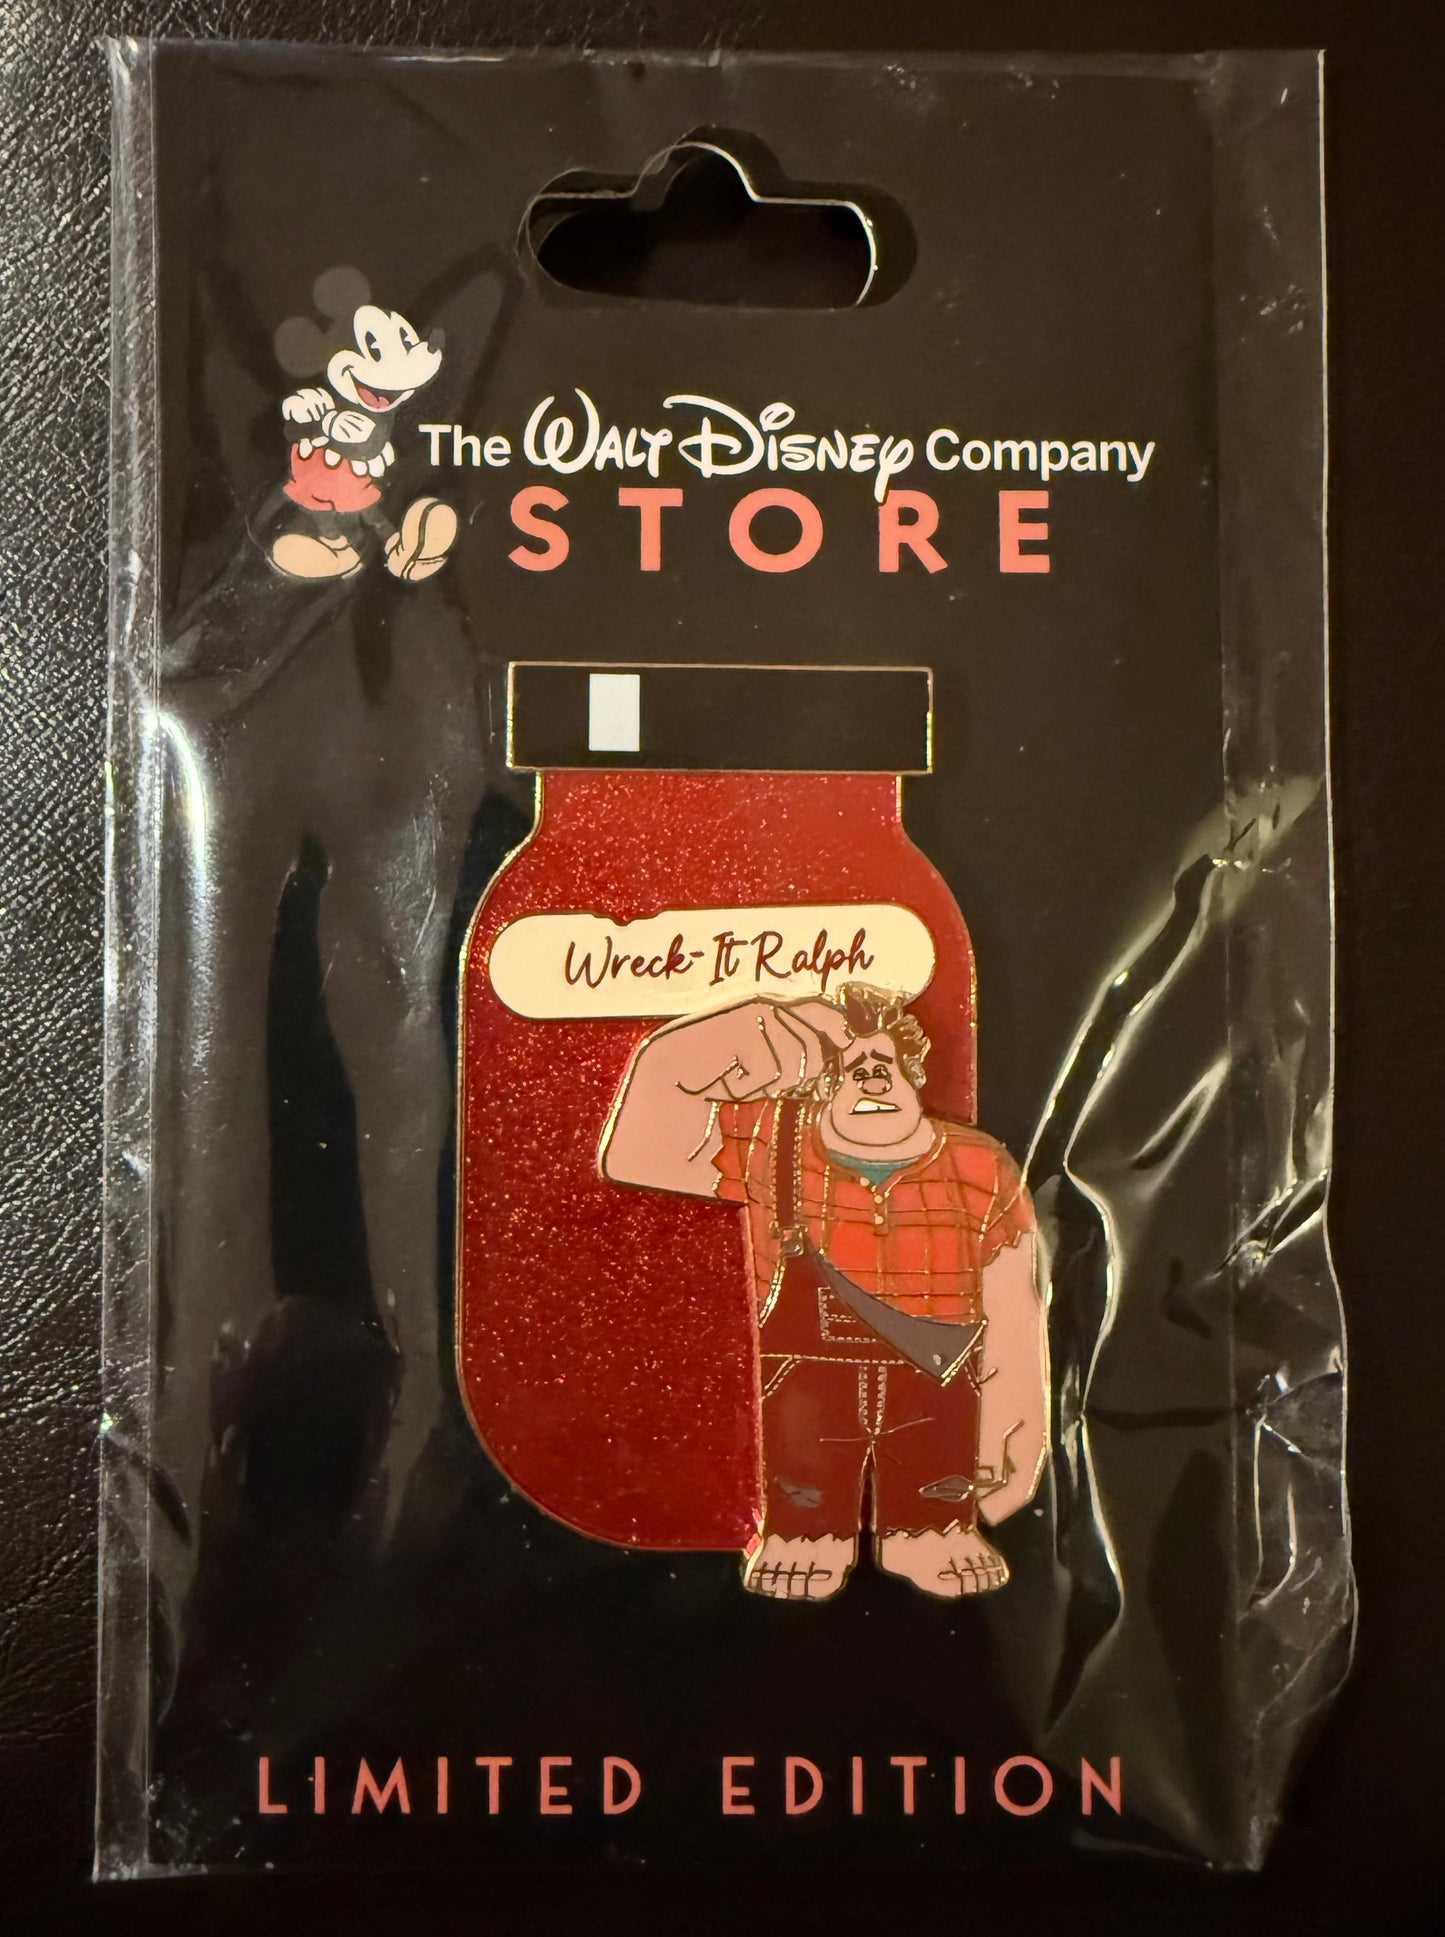 The Walt Disney Company
STORE
Wreck-It Ralph
LIMITED EDITION